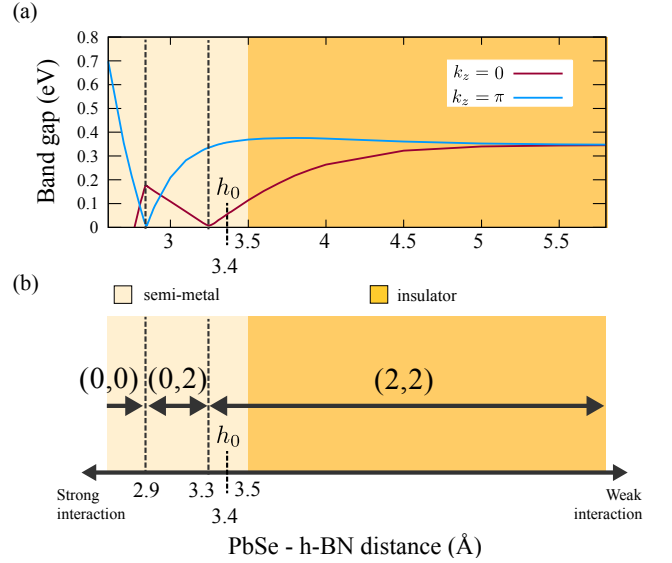 (a)
Band gap (eV)
0.8
0.7
0.6
0.5
0.4
0.3
0.2
0.1
0
k_z = 0
k_z = π
h_0
3 3.5 4 4.5 5 5.5
3.4
(b)
semi-metal insulator
(0,0) (0,2) (2,2)
h_0
Strong interaction
2.9 3.3 3.5
Weak interaction
3.4
PbSe - h-BN distance (Å)